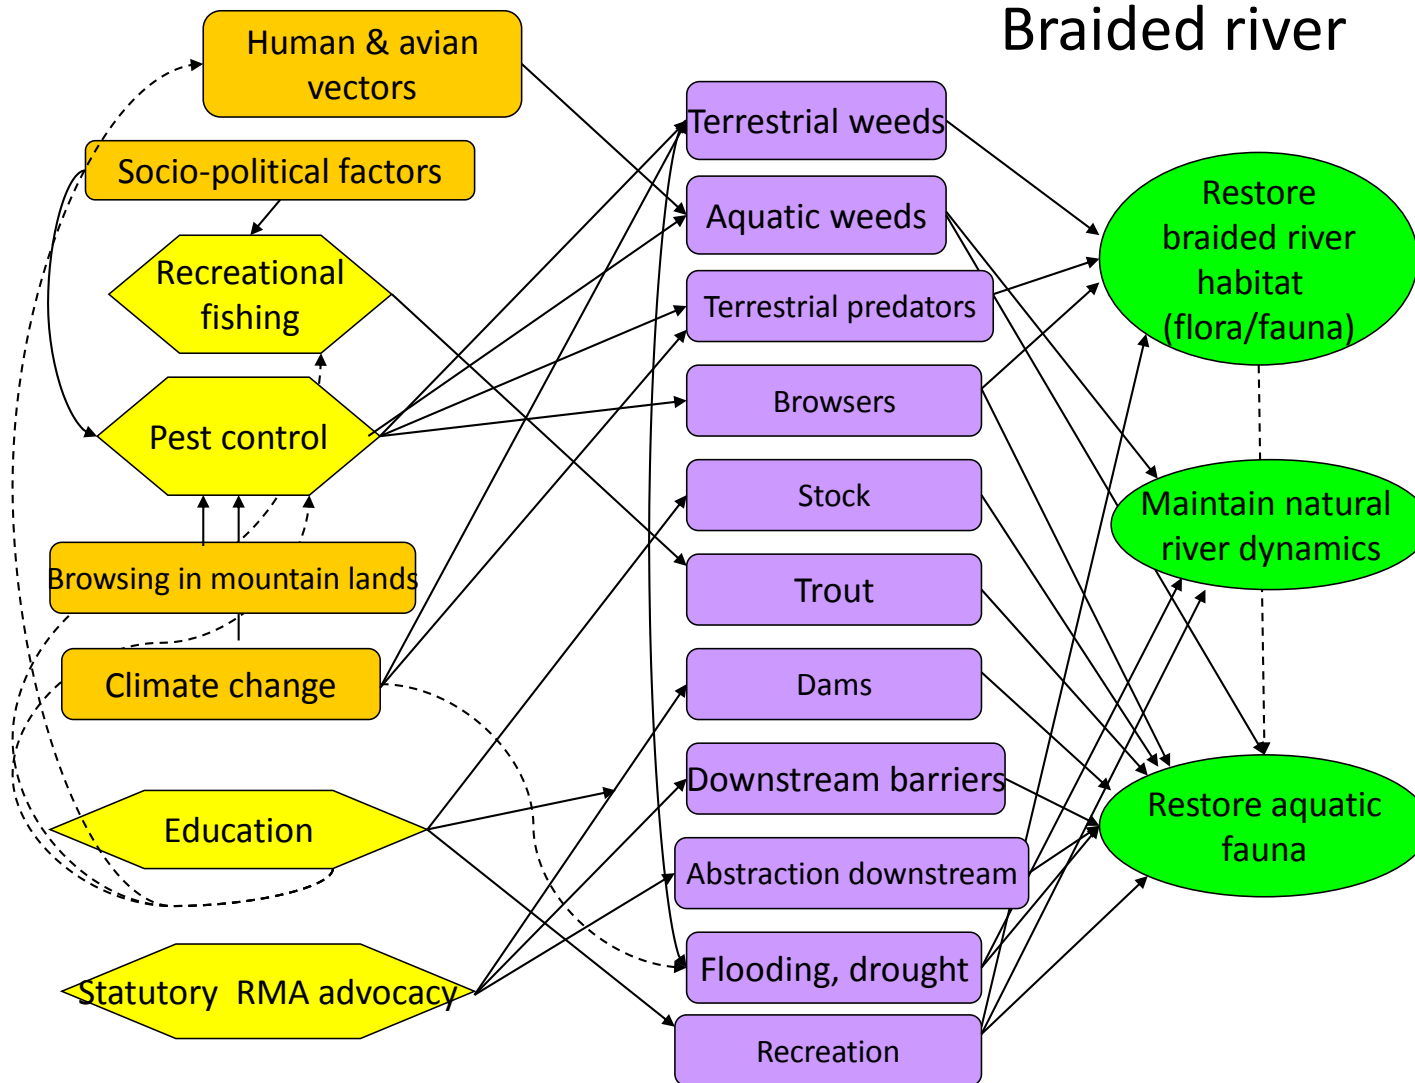 Braided river
Human & avian
vectors
Socio-political factors
Recreational
fishing
Pest control
Browsing in mountain lands
Climate change
Education
Statutory RMA advocacy
Terrestrial weeds
Aquatic weeds
Terrestrial predators
Browsers
Stock
Trout
Dams
Downstream barriers
Abstraction downstream
Flooding, drought
Recreation
Restore
braided river
habitat
(flora/fauna)
Maintain natural
river dynamics
Restore aquatic
fauna